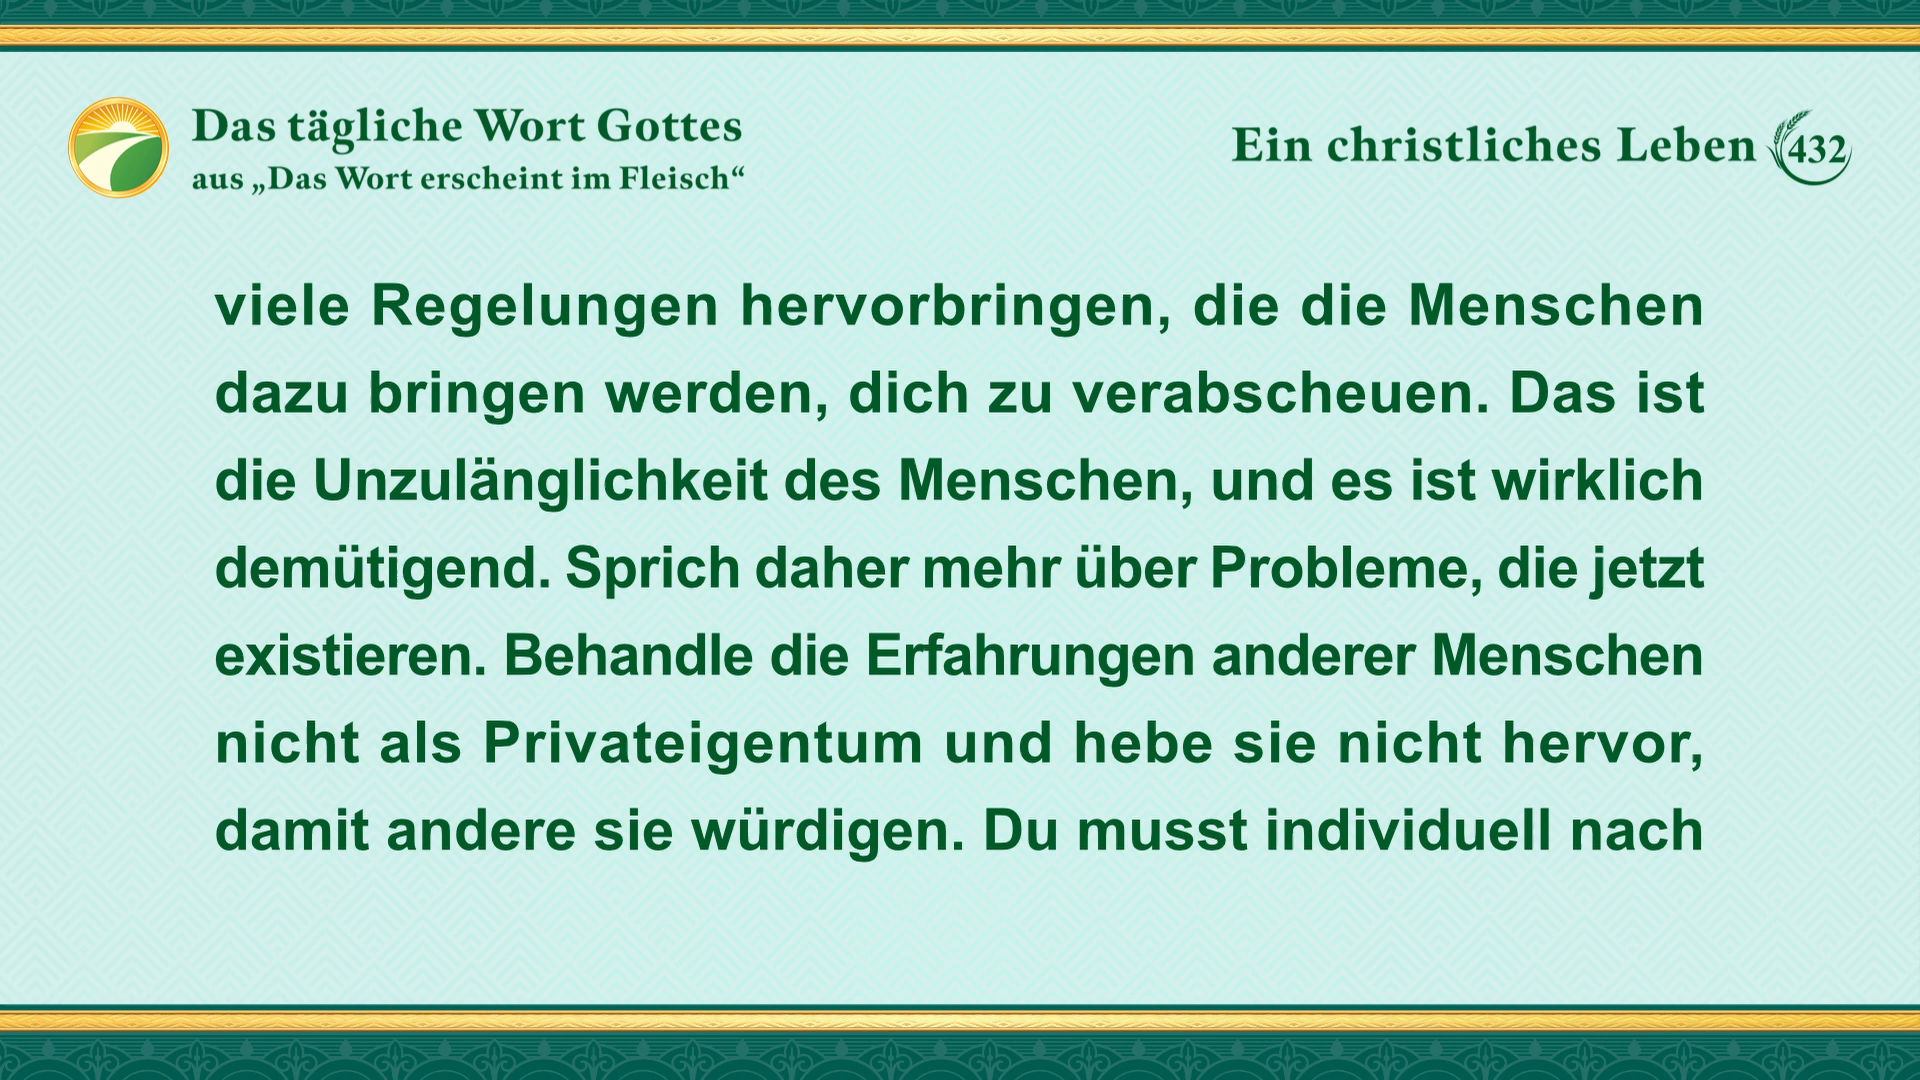 Das tägliche Wort Gottes
aus „Das Wort erscheint im Fleisch“
Ein christliches Leben 432
viele Regelungen hervorbringen, die die Menschen
dazu bringen werden, dich zu verabscheuen. Das ist
die Unzulänglichkeit des Menschen, und es ist wirklich
demütigend. Sprich daher mehr über Probleme, die jetzt
existieren. Behandle die Erfahrungen anderer Menschen
nicht als Privateigentum und hebe sie nicht hervor,
damit andere sie würdigen. Du musst individuell nach